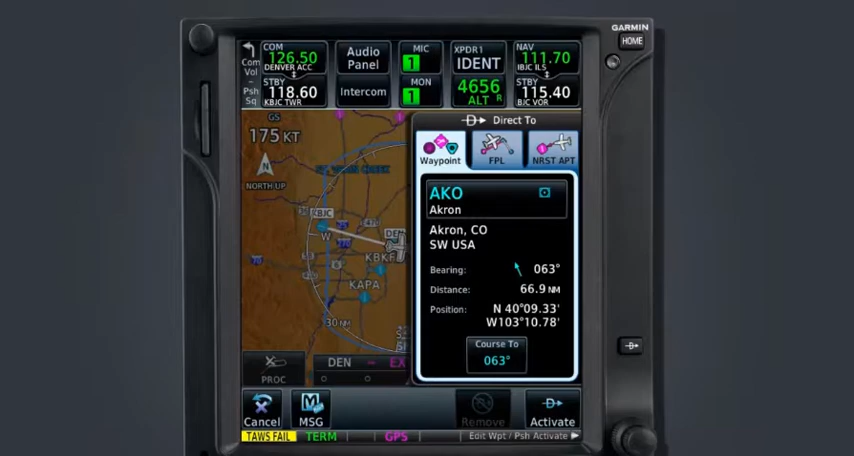 GARMIN
HOME
COM
126.50
DENVER ACC
STBY
118.60
KBJC TWR
Com
Vol
Psh
Sq
Audio
Panel
Intercom
MIC
1
MON
1
XPDR1
IDENT
4656
ALT R
NAV
111.70
IBJC ILS
STBY
115.40
BJC VOR
GS
175 KT
N
NORTH UP
KBJC
W
KBKF
KAPA
30 NM
Direct To
Waypoint
FPL
NRST APT
AKO
Akron
Akron, CO
SW USA
Bearing: 063°
Distance: 66.9 NM
Position: N 40°09.33'
W103°10.78'
Course To
063°
PROC
DEN EX
Cancel
MSG
Remove
Activate
TAWS FAIL TERM GPS Edit Wpt / Psh Activate